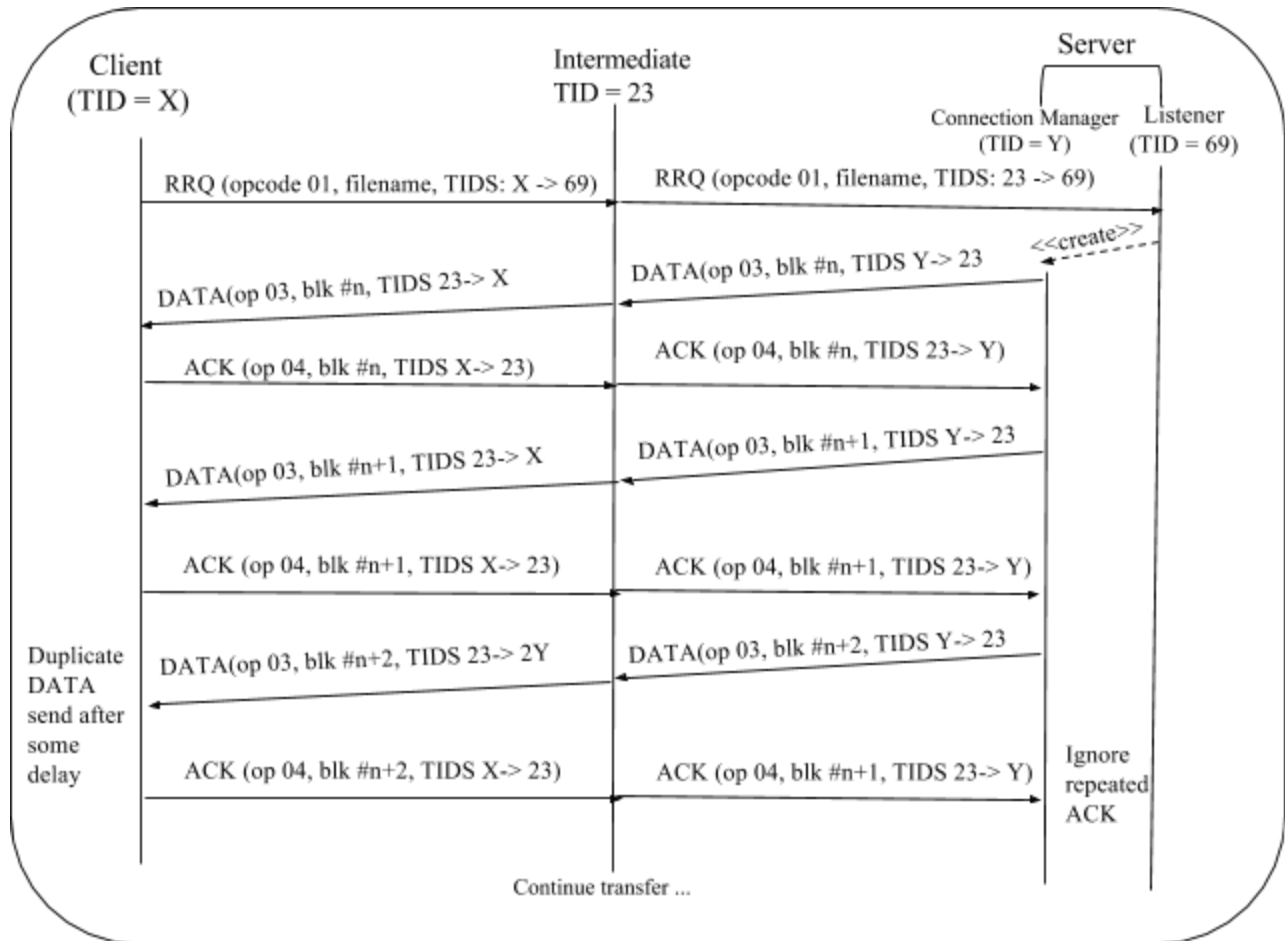 Server
Client
(TID = X)
Intermediate
TID = 23
Connection Manager
(TID = Y)
Listener
(TID = 69)
RRQ (opcode 01, filename, TIDS: X -> 69)
RRQ (opcode 01, filename, TIDS: 23 -> 69)
<<create>>
DATA(op 03, blk #n, TIDS Y-> 23
DATA(op 03, blk #n, TIDS 23-> X
ACK (op 04, blk #n, TIDS X-> 23)
ACK (op 04, blk #n, TIDS 23-> Y)
DATA(op 03, blk #n+1, TIDS Y-> 23
DATA(op 03, blk #n+1, TIDS 23-> X
ACK (op 04, blk #n+1, TIDS X-> 23)
ACK (op 04, blk #n+1, TIDS 23-> Y)
DATA(op 03, blk #n+2, TIDS Y-> 23
DATA(op 03, blk #n+2, TIDS 23-> 2Y
Duplicate
DATA
send after
some
delay
ACK (op 04, blk #n+2, TIDS X-> 23)
ACK (op 04, blk #n+1, TIDS 23-> Y)
Ignore
repeated
ACK
Continue transfer ...